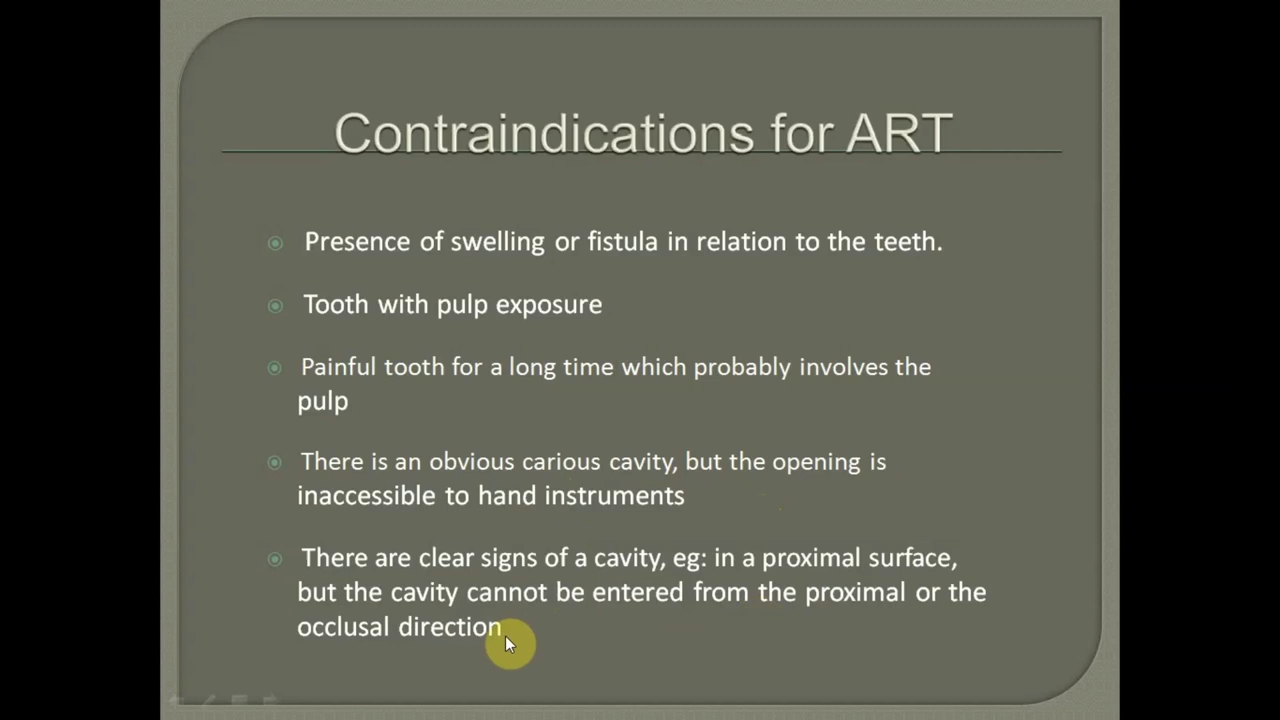 Contraindications for ART
Presence of swelling or fistula in relation to the teeth.
Tooth with pulp exposure
Painful tooth for a long time which probably involves the
pulp
There is an obvious carious cavity, but the opening is
inaccessible to hand instruments
There are clear signs of a cavity, eg: in a proximal surface,
but the cavity cannot be entered from the proximal or the
occlusal direction